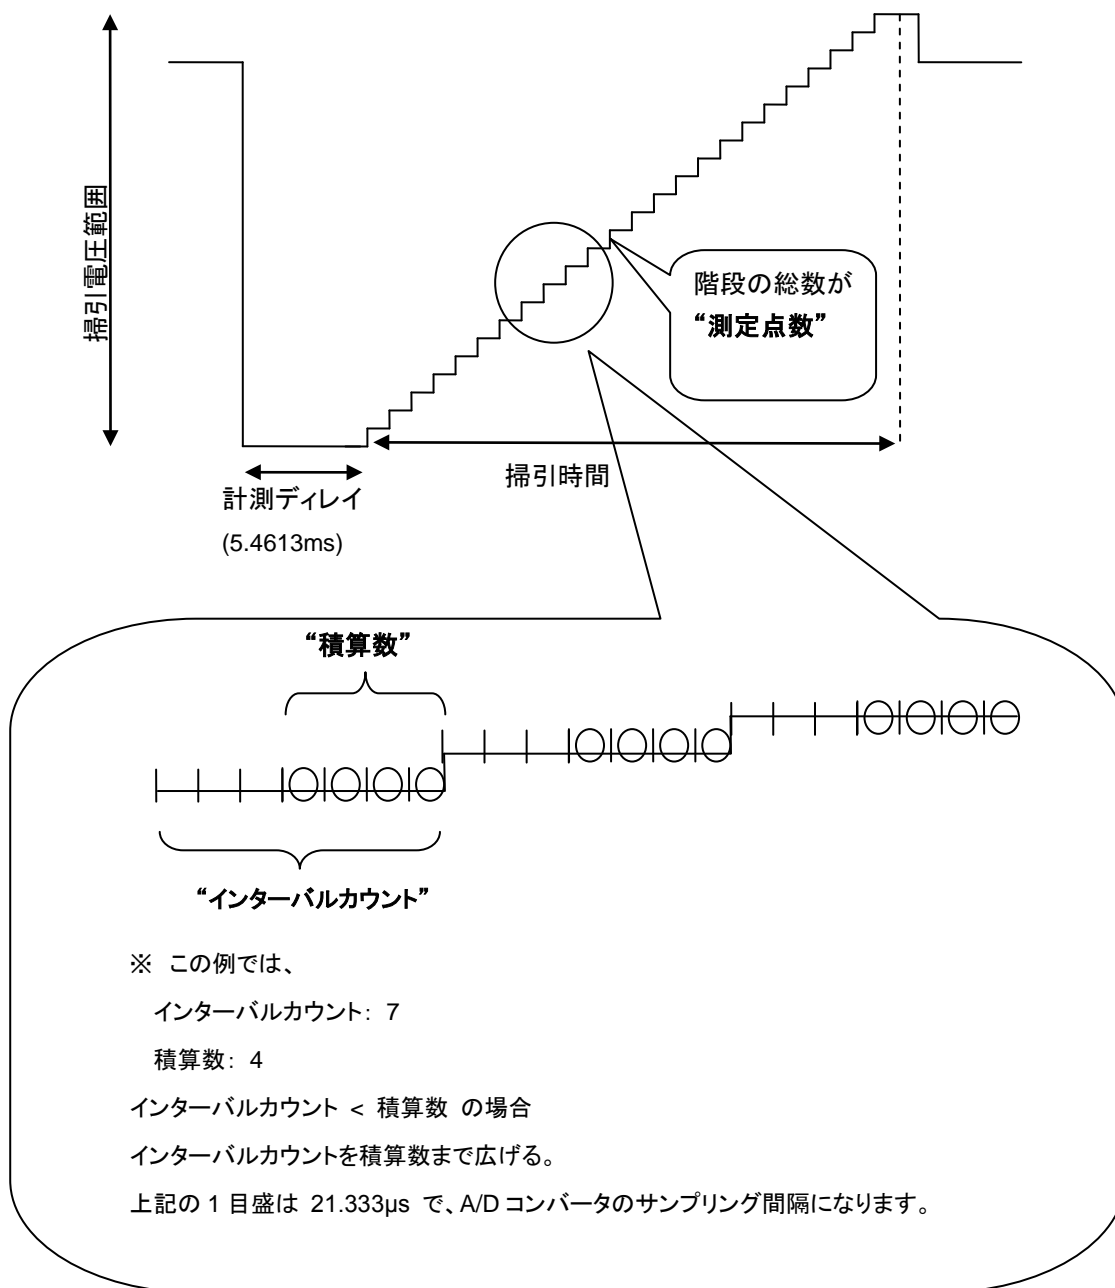 掃引電圧範囲
階段の総数が
“測定点数”
掃引時間
計測ディレイ
(5.4613ms)
“積算数”
“インターバルカウント”
※ この例では、
インターバルカウント: 7
積算数: 4
インターバルカウント < 積算数 の場合
インターバルカウントを積算数まで広げる。
上記の 1 目盛は 21.333µs で、A/D コンバータのサンプリング間隔になります。